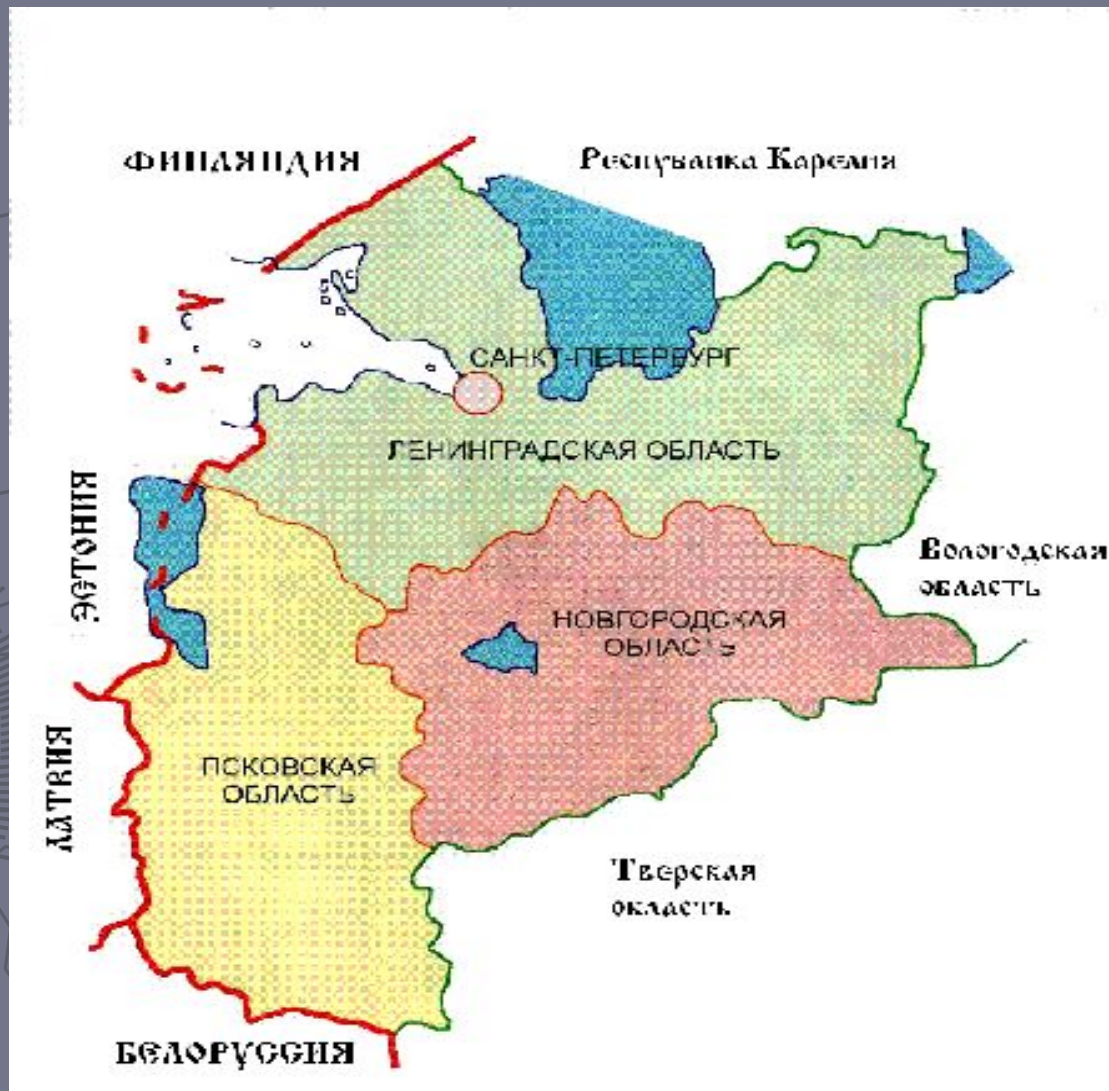 ФИНЛЯНДИЯ
Республика Карелия
САНКТ-ПЕТЕРБУРГ
ЛЕНИНГРАДСКАЯ ОБЛАСТЬ
ЭСТОНИЯ
Вологодская
область
НОВГОРОДСКАЯ
ОБЛАСТЬ
ЛАТВИЯ
ПСКОВСКАЯ
ОБЛАСТЬ
Тверская
область
БЕЛОРУССИЯ